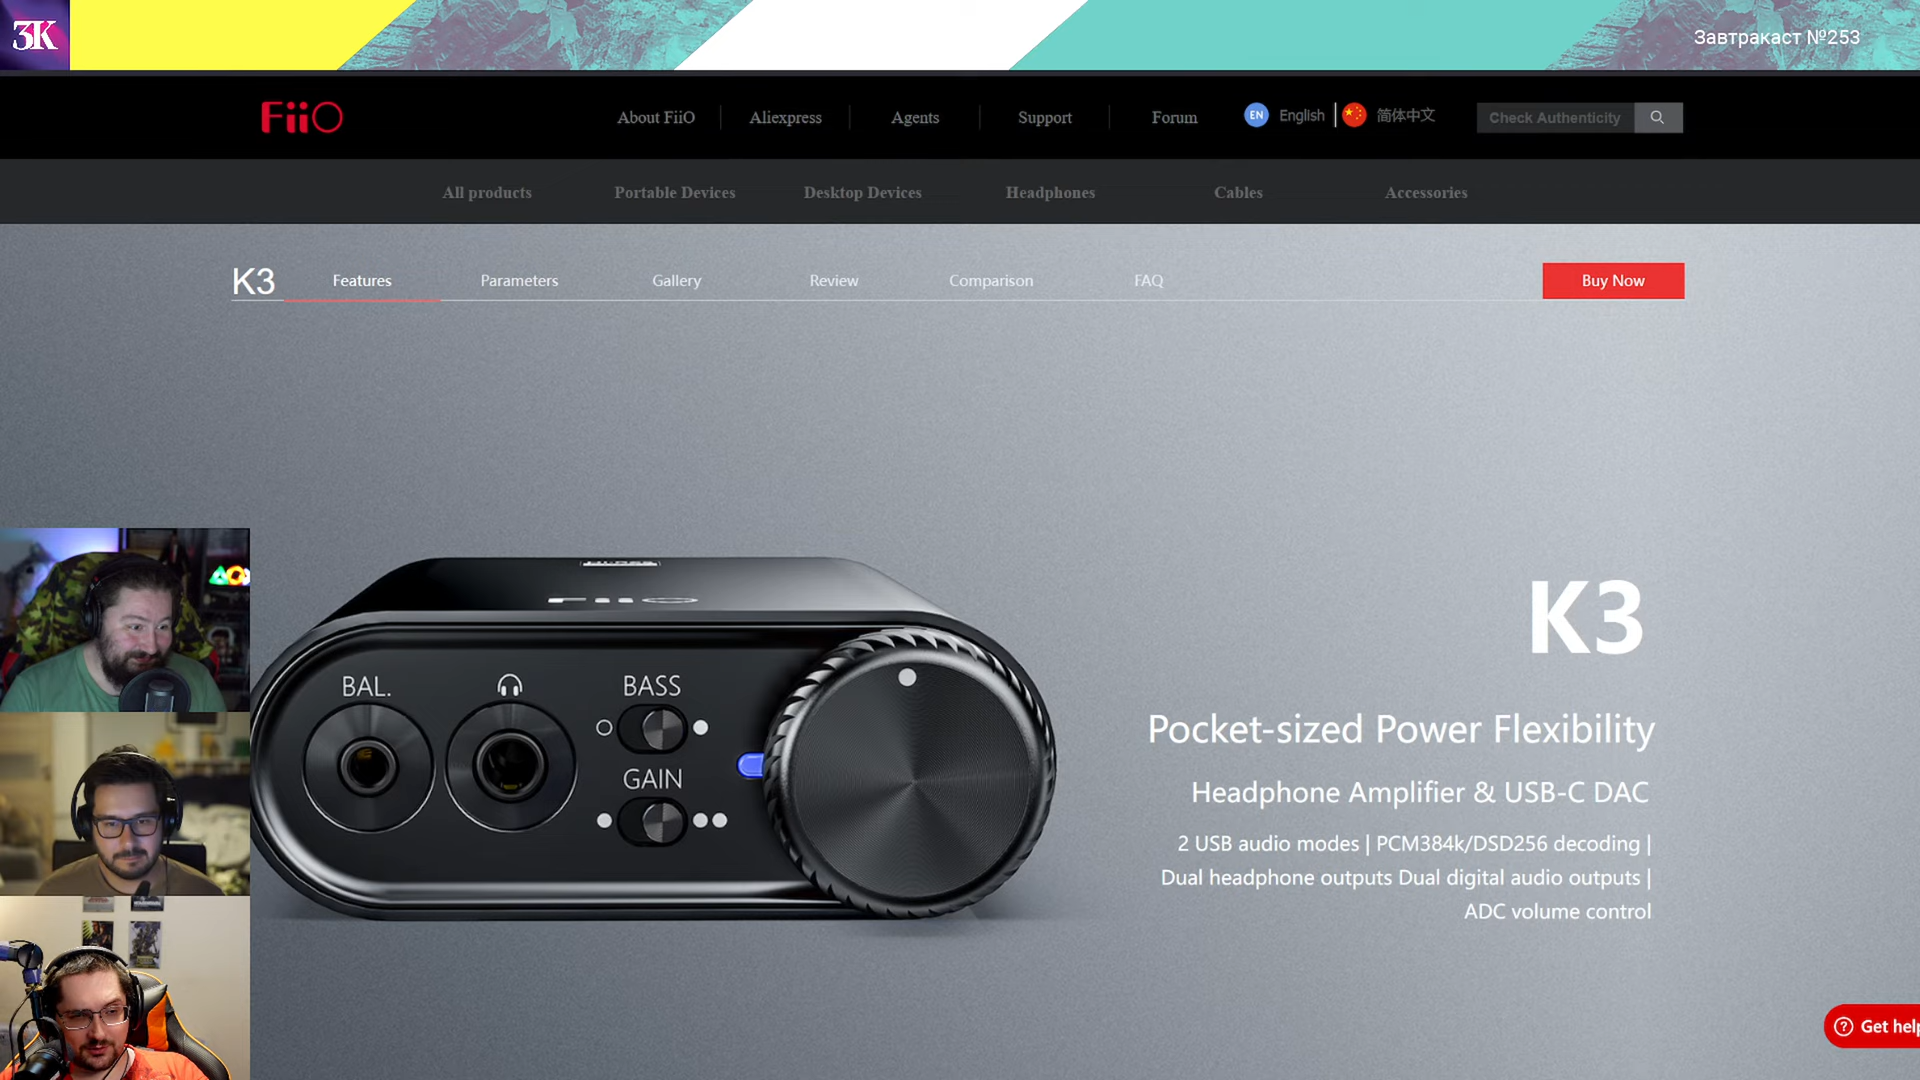 ЗК
Завтракаст №253
FiiO
About FiiO
Aliexpress
Agents
Support
Forum
EN English
简体中文
Check Authenticity
All products
Portable Devices
Desktop Devices
Headphones
Cables
Accessories
K3
Features
Parameters
Gallery
Review
Comparison
FAQ
Buy Now
FiiO
BAL.
BASS
GAIN
K3
Pocket-sized Power Flexibility
Headphone Amplifier & USB-C DAC
2 USB audio modes | PCM384k/DSD256 decoding |
Dual headphone outputs Dual digital audio outputs |
ADC volume control
Get help